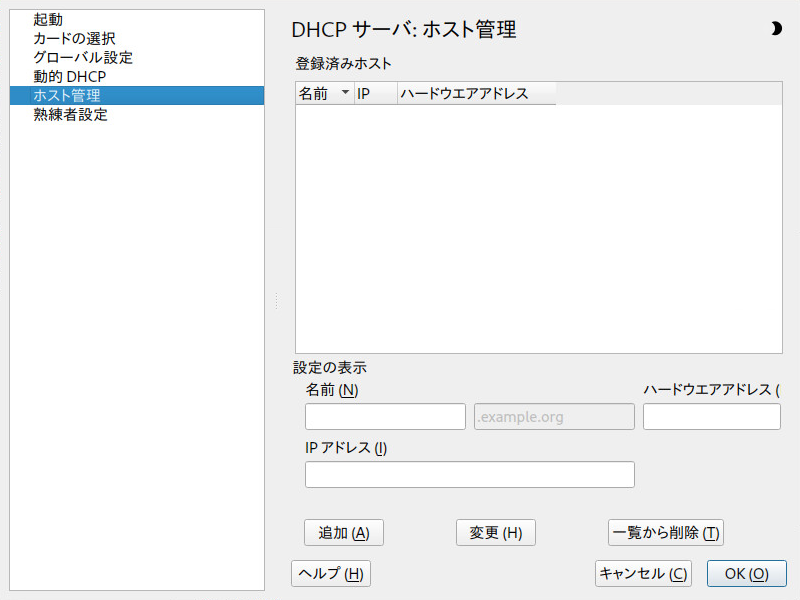 起動
カードの選択
グローバル設定
動的 DHCP
ホスト管理
熟練者設定
DHCP サーバ: ホスト管理
登録済みホスト
名前 IP ハードウエアアドレス
設定の表示
名前 (N) ハードウエアアドレス (
.example.org
IP アドレス (I)
追加 (A) 変更 (H) 一覧から削除 (T)
ヘルプ (H) キャンセル (C) OK (O)